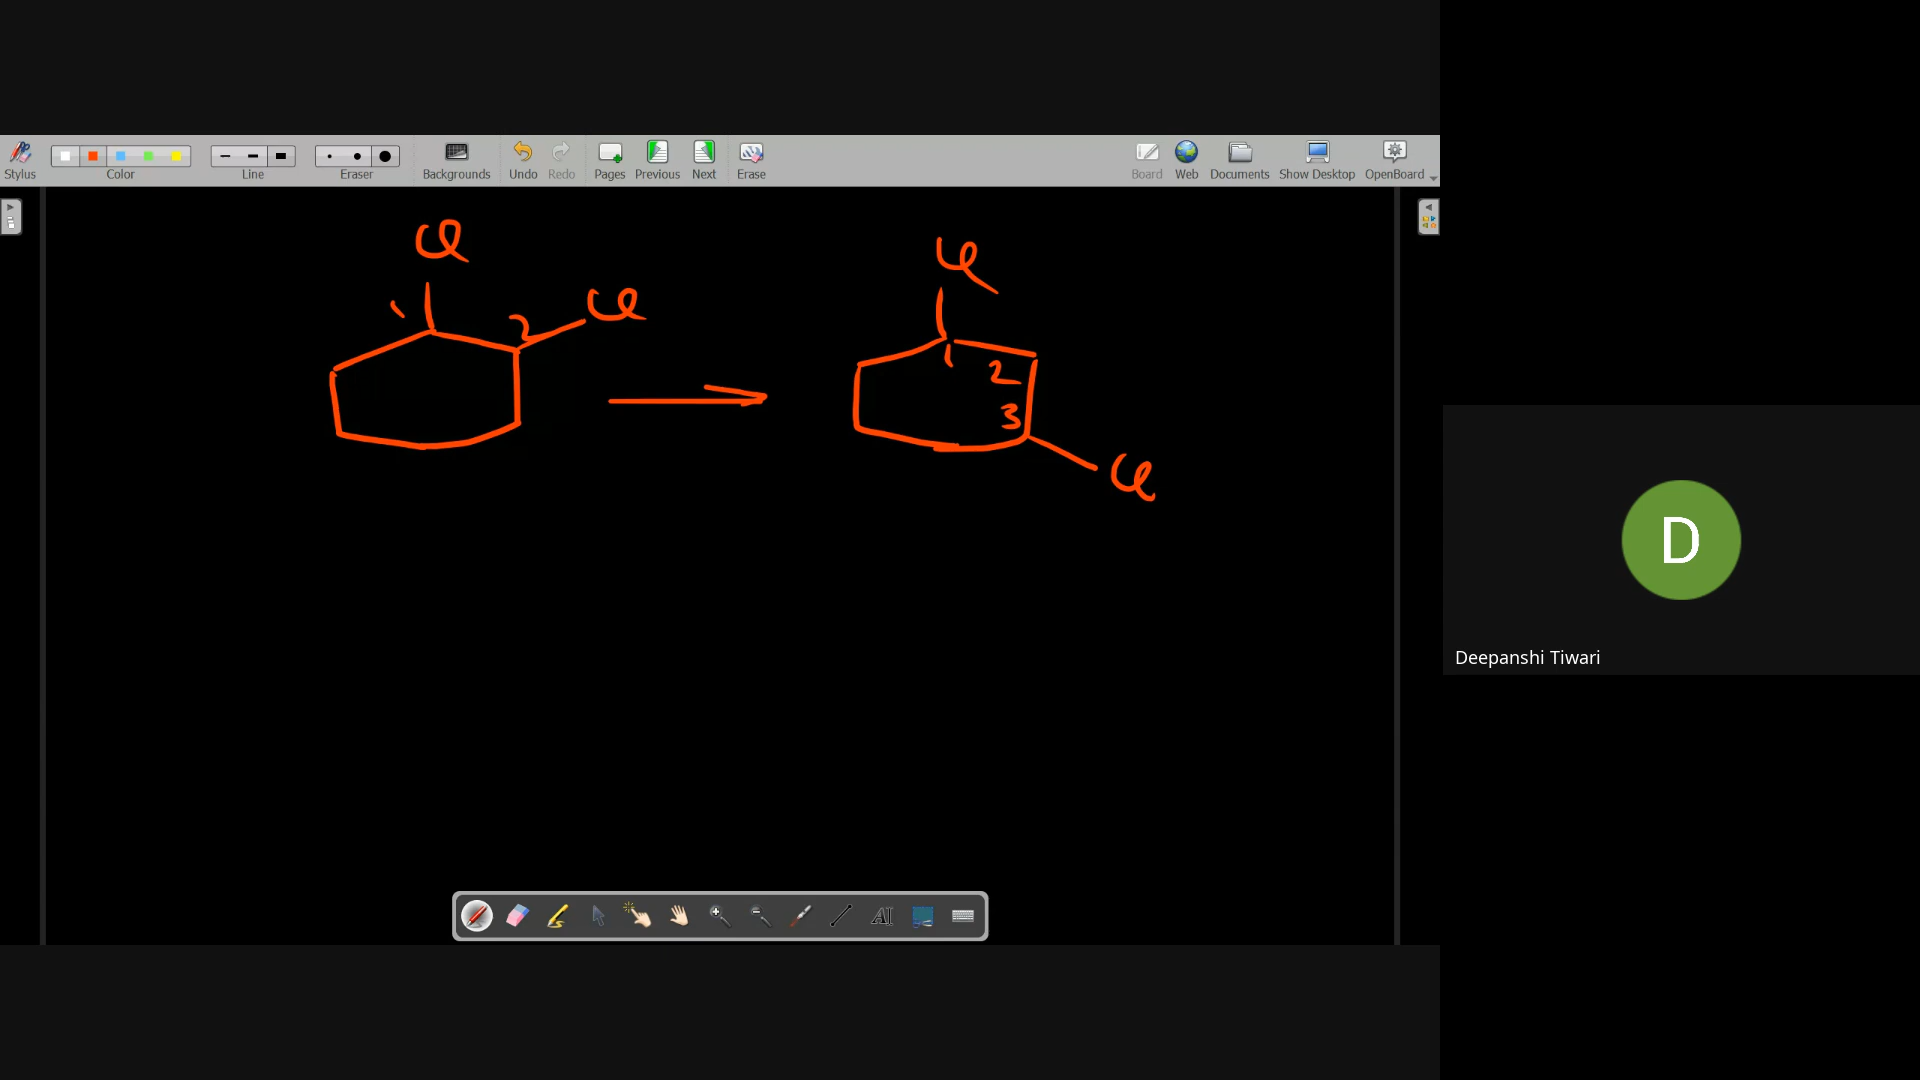 Stylus Color Line Eraser Backgrounds Undo Redo Pages Previous Next Erase Board Web Documents Show Desktop OpenBoard
Cl
Cl
1 2
Cl
1
2
3
Cl
AI
D
Deepanshi Tiwari